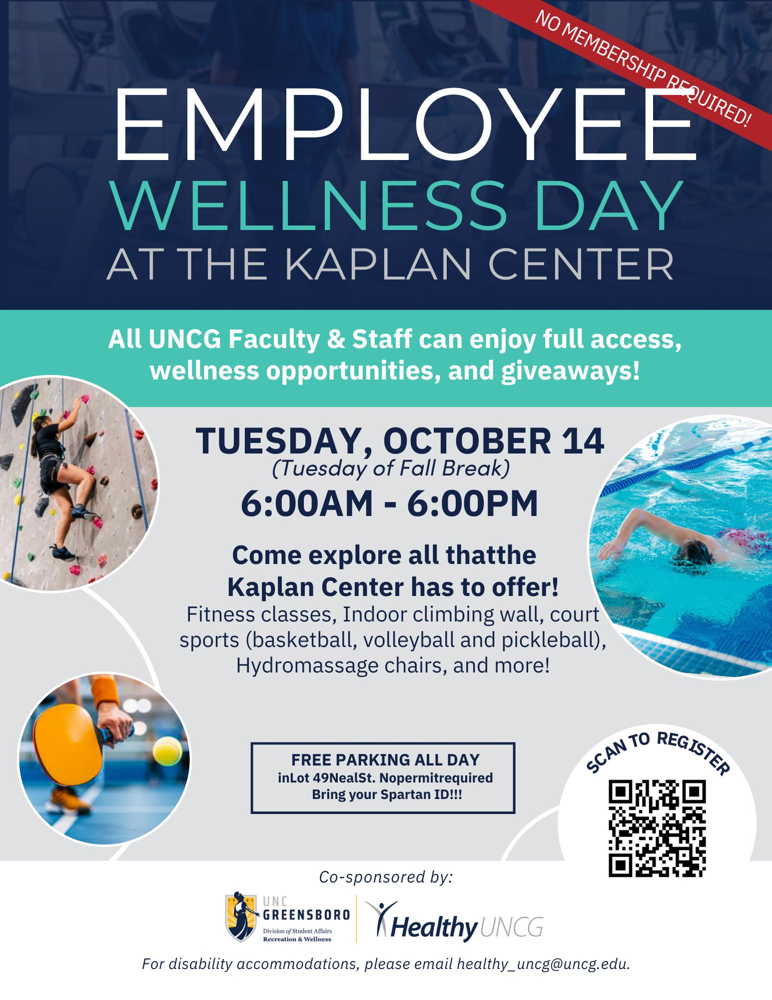 NO MEMBERSHIP REQUIRED!
EMPLOYEE
WELLNESS DAY
AT THE KAPLAN CENTER
All UNCG Faculty & Staff can enjoy full access,
wellness opportunities, and giveaways!
TUESDAY, OCTOBER 14
(Tuesday of Fall Break)
6:00AM - 6:00PM
Come explore all thatthe
Kaplan Center has to offer!
Fitness classes, Indoor climbing wall, court
sports (basketball, volleyball and pickleball),
Hydromassage chairs, and more!
FREE PARKING ALL DAY
inLot 49NealSt. Nopermitrequired
Bring your Spartan ID!!!
SCAN TO REGISTER
Co-sponsored by:
1891
UNC
GREENSBORO
Division of Student Affairs
Recreation & Wellness
HealthyUNCG
For disability accommodations, please email healthy_uncg@uncg.edu.